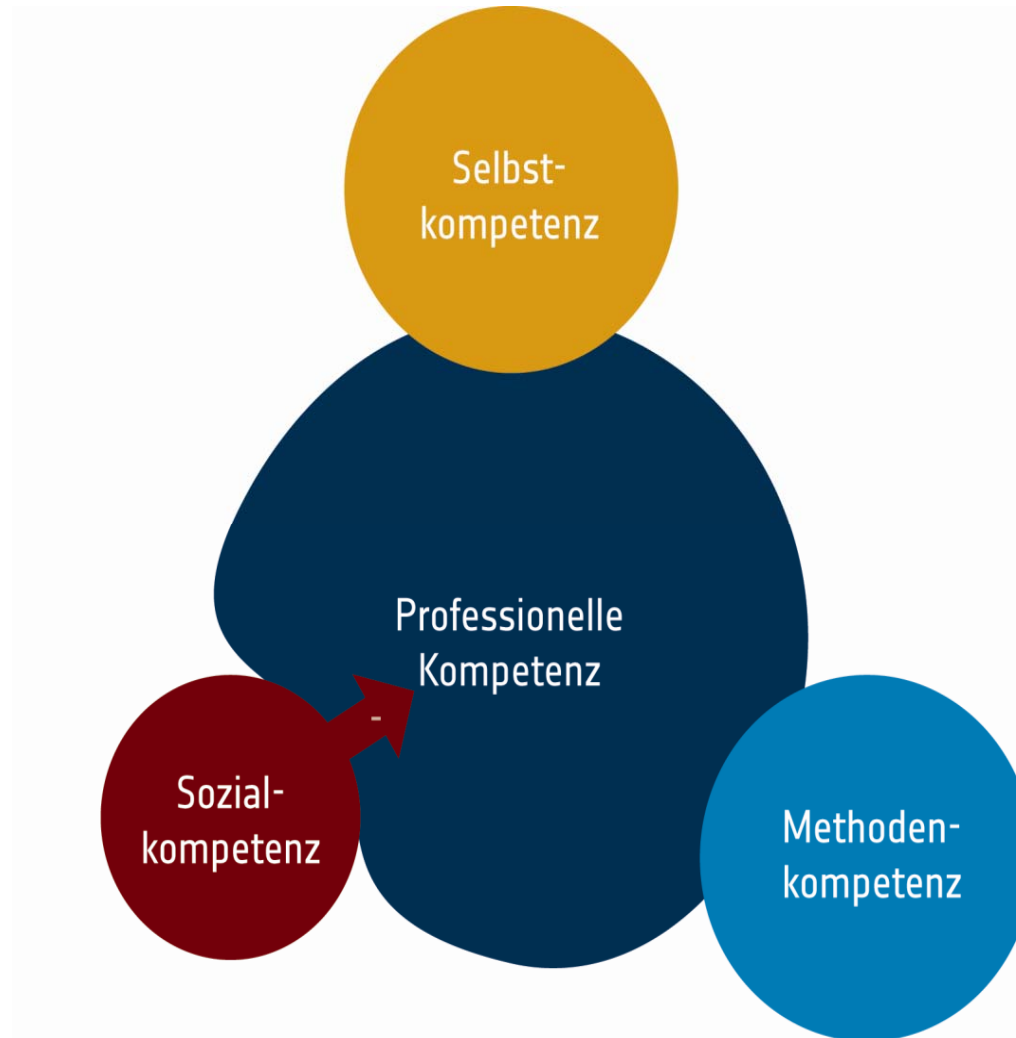 Selbst-
kompetenz
Professionelle
Kompetenz
-
Sozial-
kompetenz
Methoden-
kompetenz